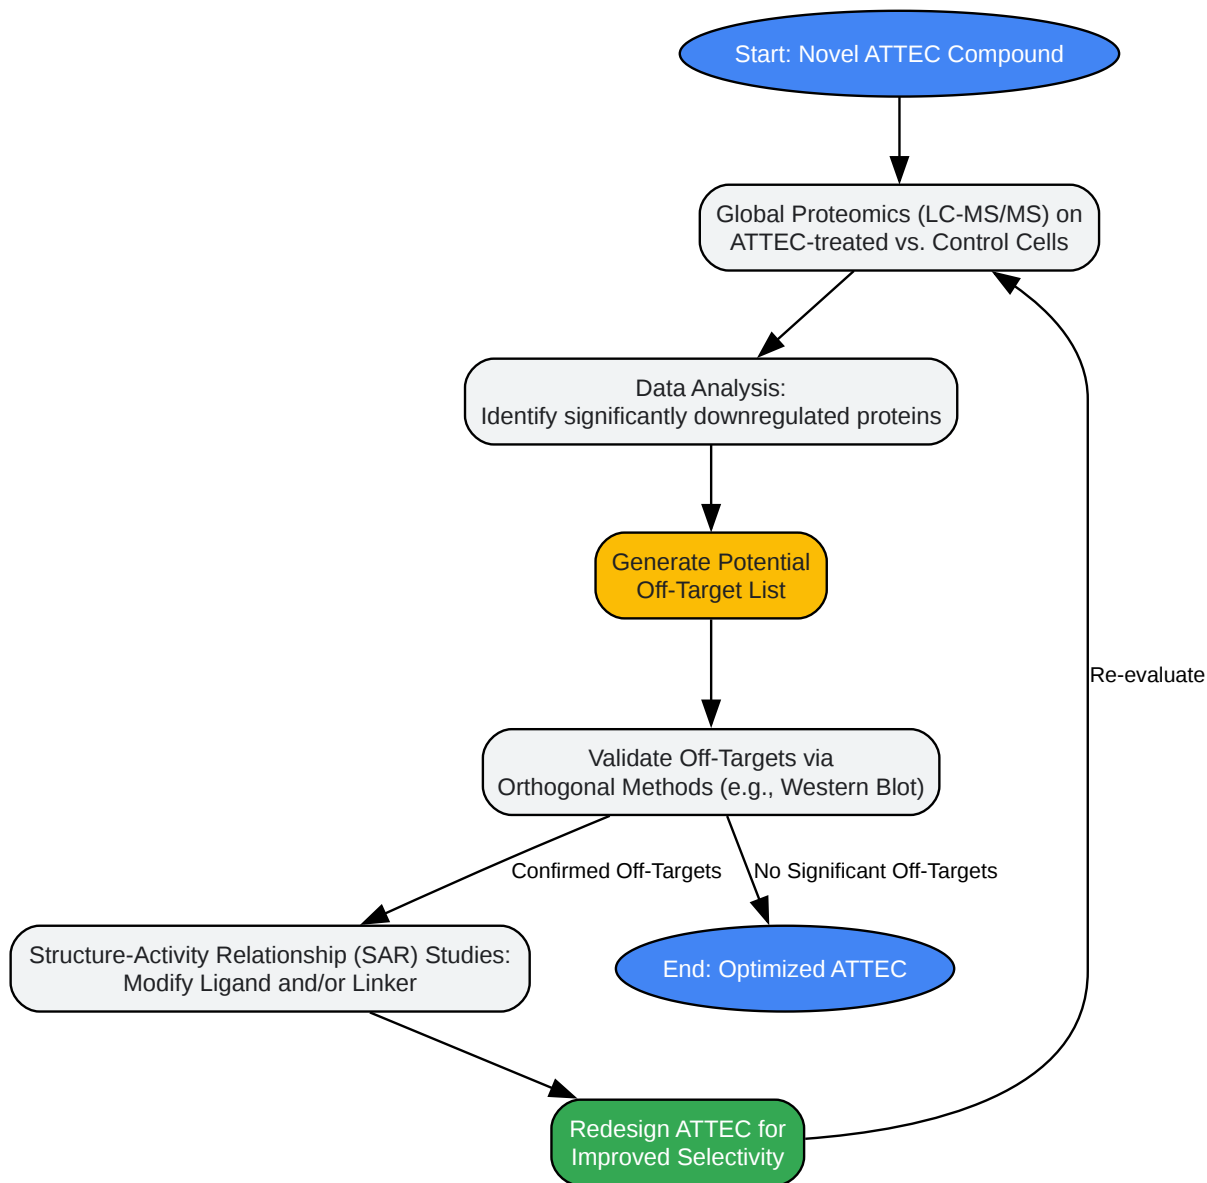 Start: Novel ATTEC Compound
Global Proteomics (LC-MS/MS) on
ATTEC-treated vs. Control Cells
Data Analysis:
Identify significantly downregulated proteins
Generate Potential
Off-Target List
Re-evaluate
Validate Off-Targets via
Orthogonal Methods (e.g., Western Blot)
Confirmed Off-Targets
No Significant Off-Targets
Structure-Activity Relationship (SAR) Studies:
Modify Ligand and/or Linker
End: Optimized ATTEC
Redesign ATTEC for
Improved Selectivity